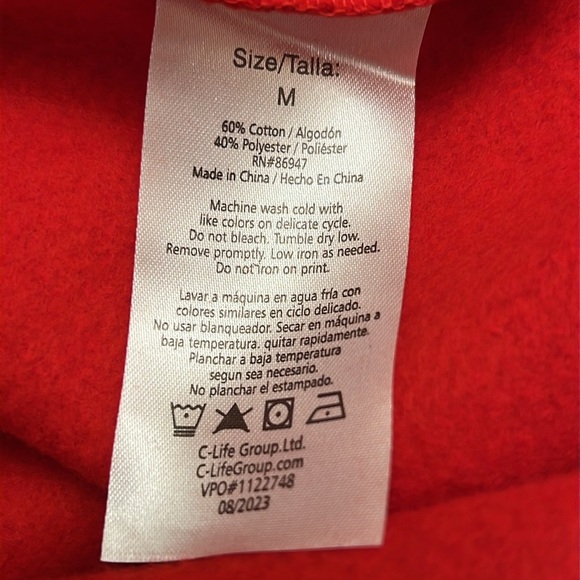 Size/Talla:
M
60% Cotton / Algodón
40% Polyester / Poliéster
RN#86947
Made in China / Hecho En China
Machine wash cold with
like colors on delicate cycle.
Do not bleach. Tumble dry low.
Remove promptly. Low iron as needed.
Do not iron on print.
Lavar a máquina en agua fría con
colores similares en ciclo delicado.
No usar blanqueador. Secar en máquina a
baja temperatura. quitar rapidamente.
Planchar a baja temperatura
segun sea necesario.
No planchar el estampado.
C-Life Group.Ltd.
C-LifeGroup.com
VPO#1122748
08/2023